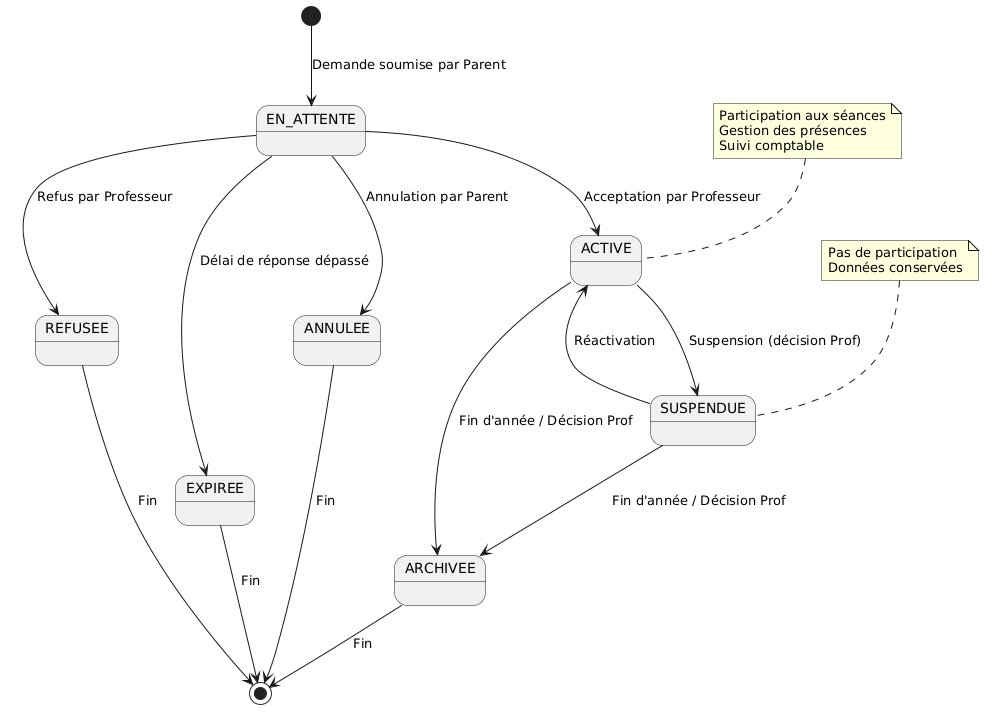 Demande soumise par Parent
EN_ATTENTE
Participation aux séances
Gestion des présences
Suivi comptable
Refus par Professeur
Annulation par Parent
Acceptation par Professeur
Délai de réponse dépassé
ACTIVE
Pas de participation
Données conservées
REFUSEE
ANNULEE
Réactivation
Suspension (décision Prof)
SUSPENDUE
Fin d'année / Décision Prof
EXPIREE
Fin
Fin
Fin d'année / Décision Prof
ARCHIVEE
Fin
Fin